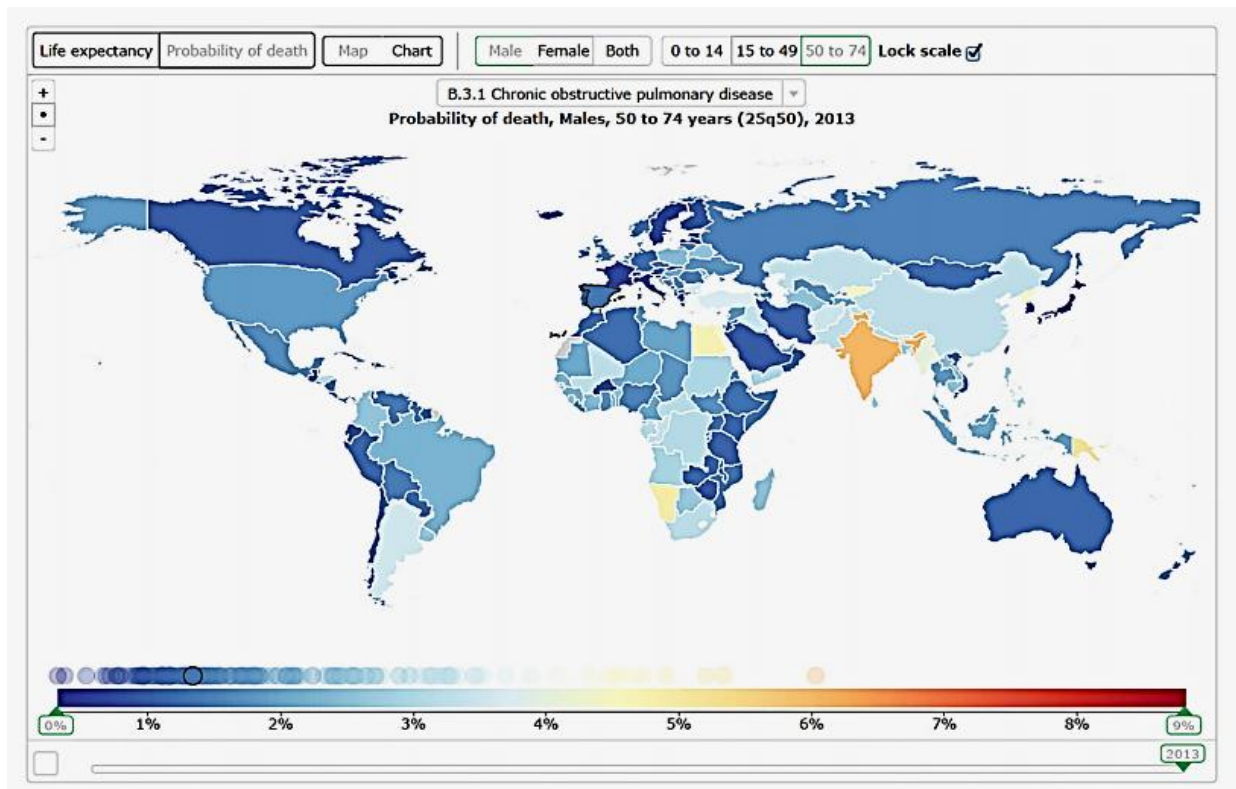 Life expectancy Probability of death Map Chart Male Female Both 0 to 14 15 to 49 50 to 74 Lock scale
+
-
B.3.1 Chronic obstructive pulmonary disease
Probability of death, Males, 50 to 74 years (25q50), 2013
0% 1% 2% 3% 4% 5% 6% 7% 8% 9%
2013